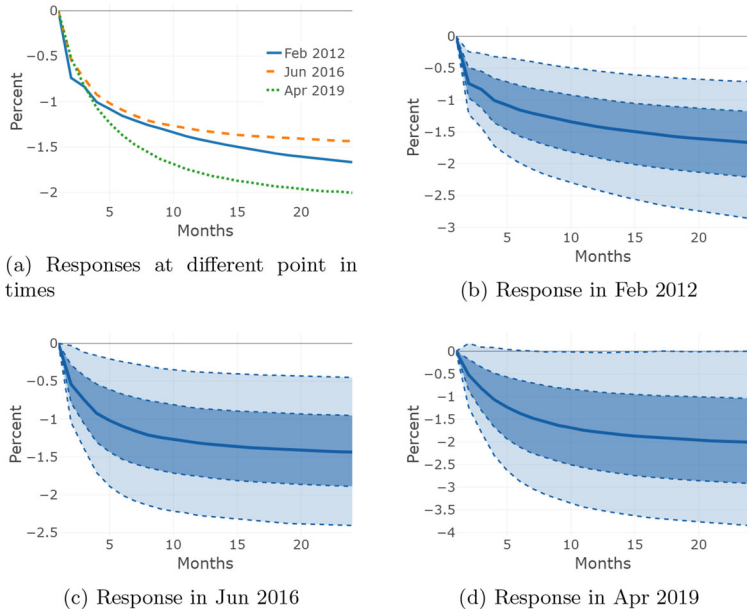 0
−0.5
−1
−1.5
−2
Percent
Feb 2012
Jun 2016
Apr 2019
5
10
15
20
Months
(a) Responses at different point in
times
0
−0.5
−1
−1.5
−2
−2.5
−3
Percent
5
10
15
20
Months
(b) Response in Feb 2012
0
−0.5
−1
−1.5
−2
−2.5
Percent
5
10
15
20
Months
(c) Response in Jun 2016
0
−0.5
−1
−1.5
−2
−2.5
−3
−3.5
−4
Percent
5
10
15
20
Months
(d) Response in Apr 2019